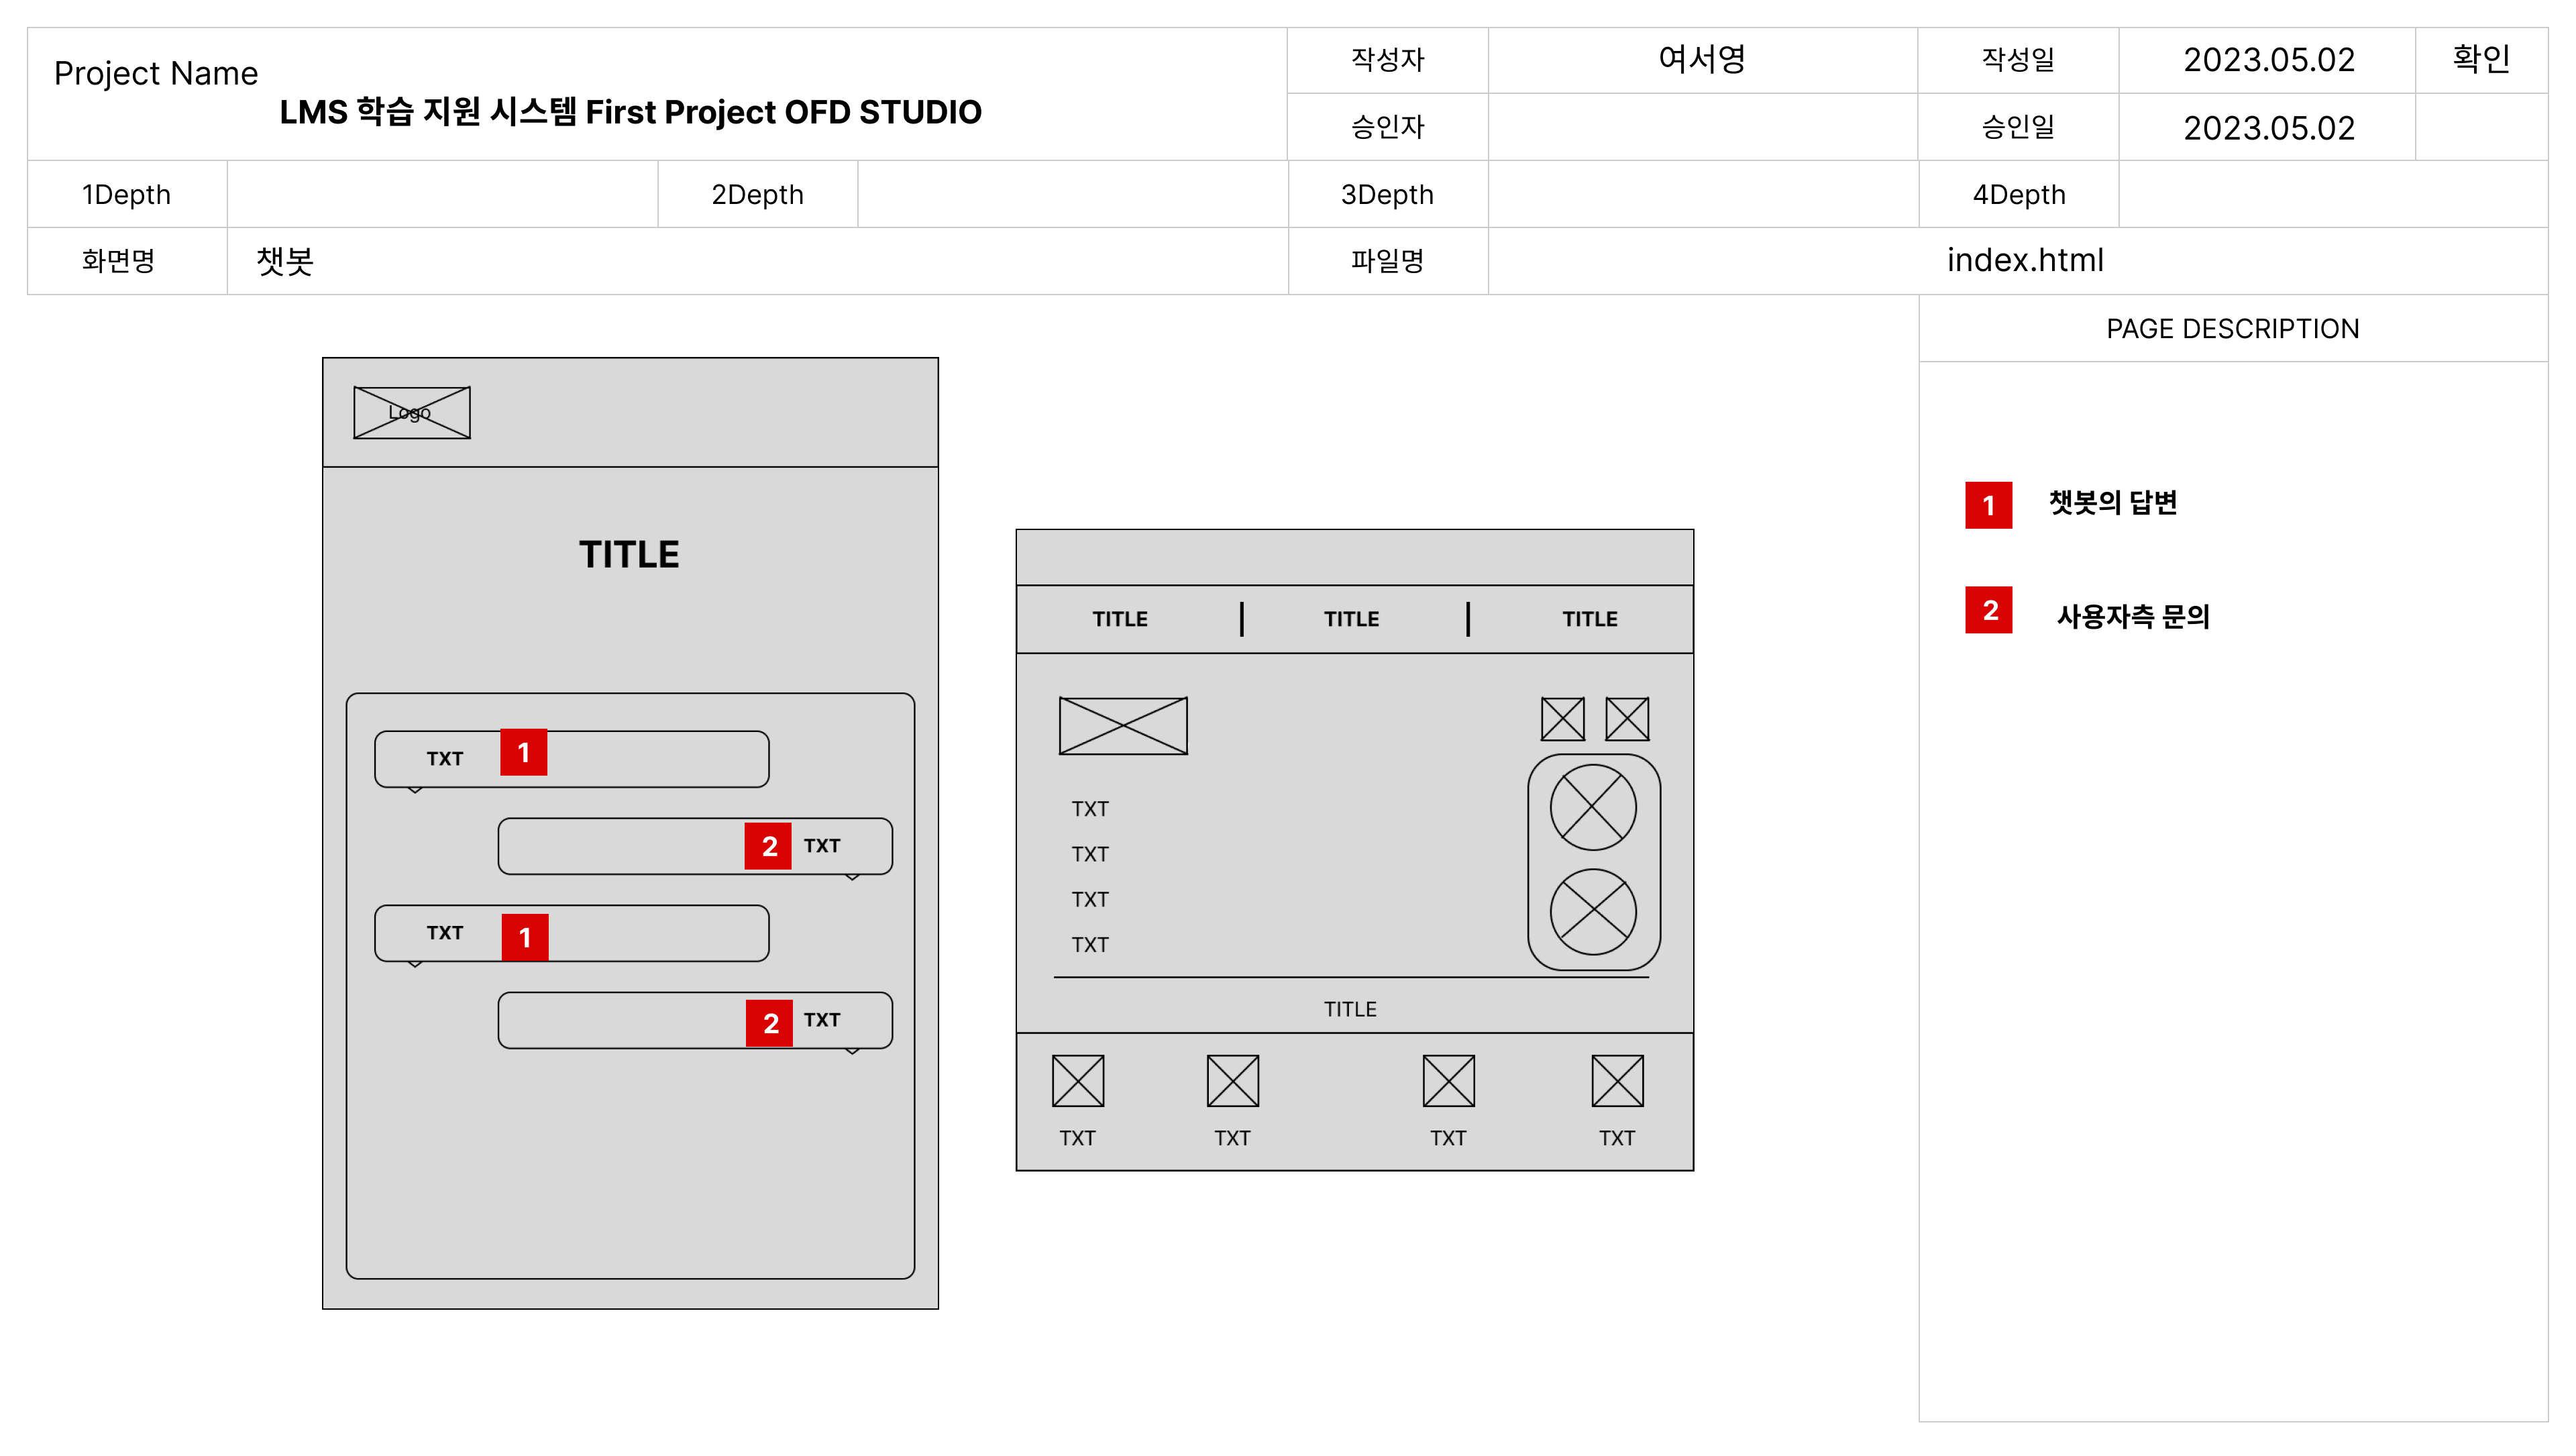 Project Name
LMS 학습 지원 시스템 First Project OFD STUDIO
작성자
여서영
작성일
2023.05.02
확인
승인자
승인일
2023.05.02
1Depth
2Depth
3Depth
4Depth
화면명
챗봇
파일명
index.html
PAGE DESCRIPTION
1 챗봇의 답변
2 사용자측 문의
Logo
TITLE
TXT 1
2 TXT
TXT 1
2 TXT
TITLE TITLE TITLE
TXT
TXT
TXT
TXT
TITLE
TXT TXT TXT TXT